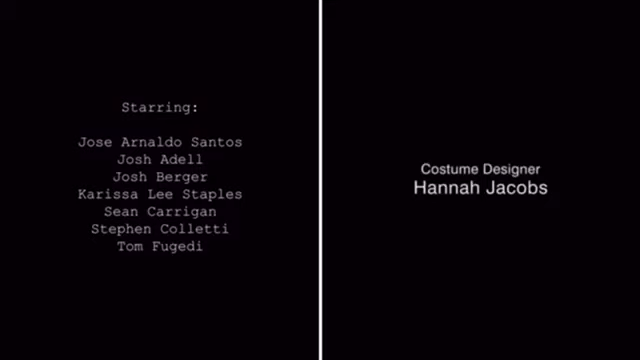 Starring:
Jose Arnaldo Santos
Josh Adell
Josh Berger
Karissa Lee Staples
Sean Carrigan
Stephen Colletti
Tom Fugedi
Costume Designer
Hannah Jacobs